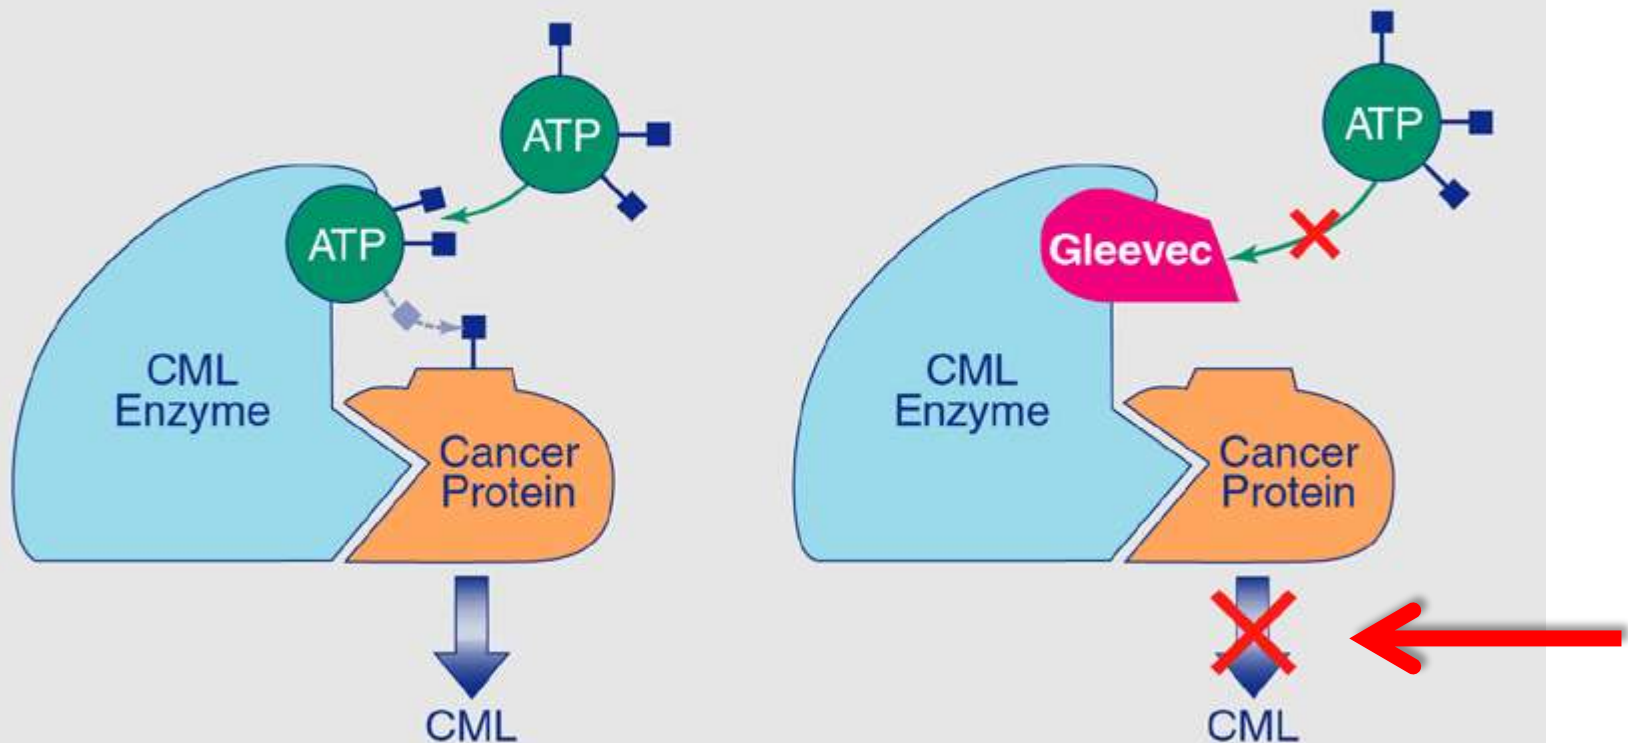 ATP
ATP
CML
Enzyme
Cancer
Protein
CML
ATP
Gleevec
CML
Enzyme
Cancer
Protein
CML